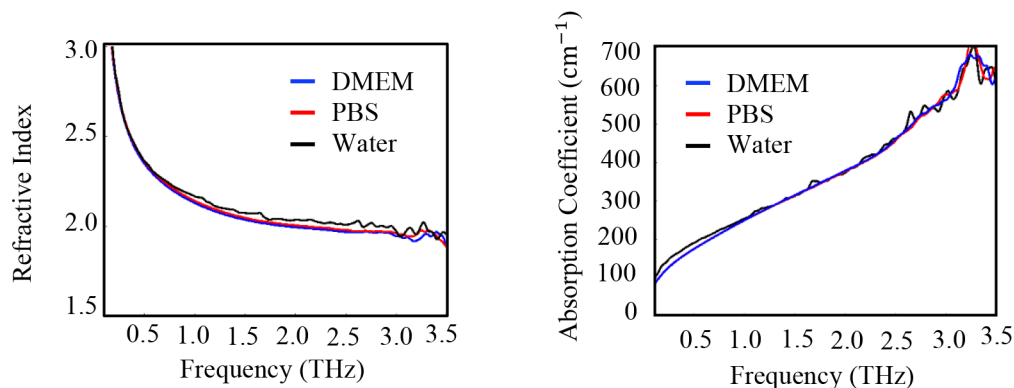 3.0
2.5
2.0
1.5
Refractive Index
DMEM
PBS
Water
0.5 1.0 1.5 2.0 2.5 3.0 3.5
Frequency (THz)
700
600
500
400
300
200
100
0
Absorption Coefficient (cm⁻¹)
DMEM
PBS
Water
0.5 1.0 1.5 2.0 2.5 3.0 3.5
Frequency (THz)